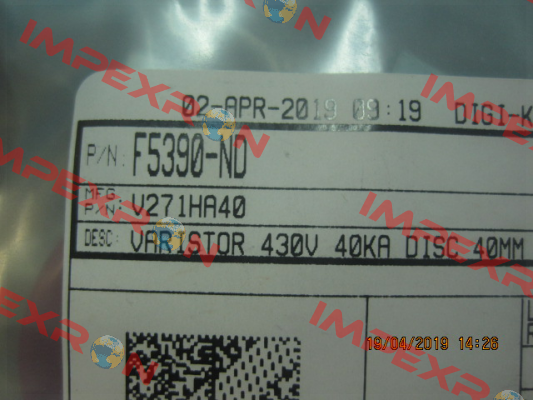 02-APR-2019 09:19 DIGI-K
P/N: F5390-ND
MFG P/N: V271HA40
DESC: VARISTOR 430V 40KA DISC 40MM
19/04/2019 14:26
IMPEXRON
IMPEXRON
IMPEXRON
IMPEXRON
IMPEXRON
IMPEXRON